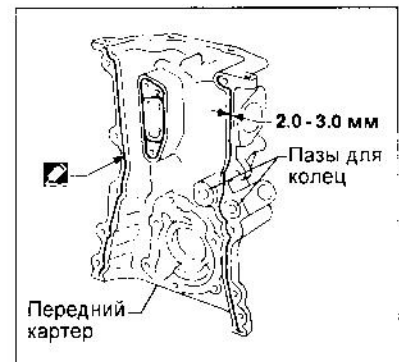 2.0-3.0 мм
Пазы для
колец
Передний
картер